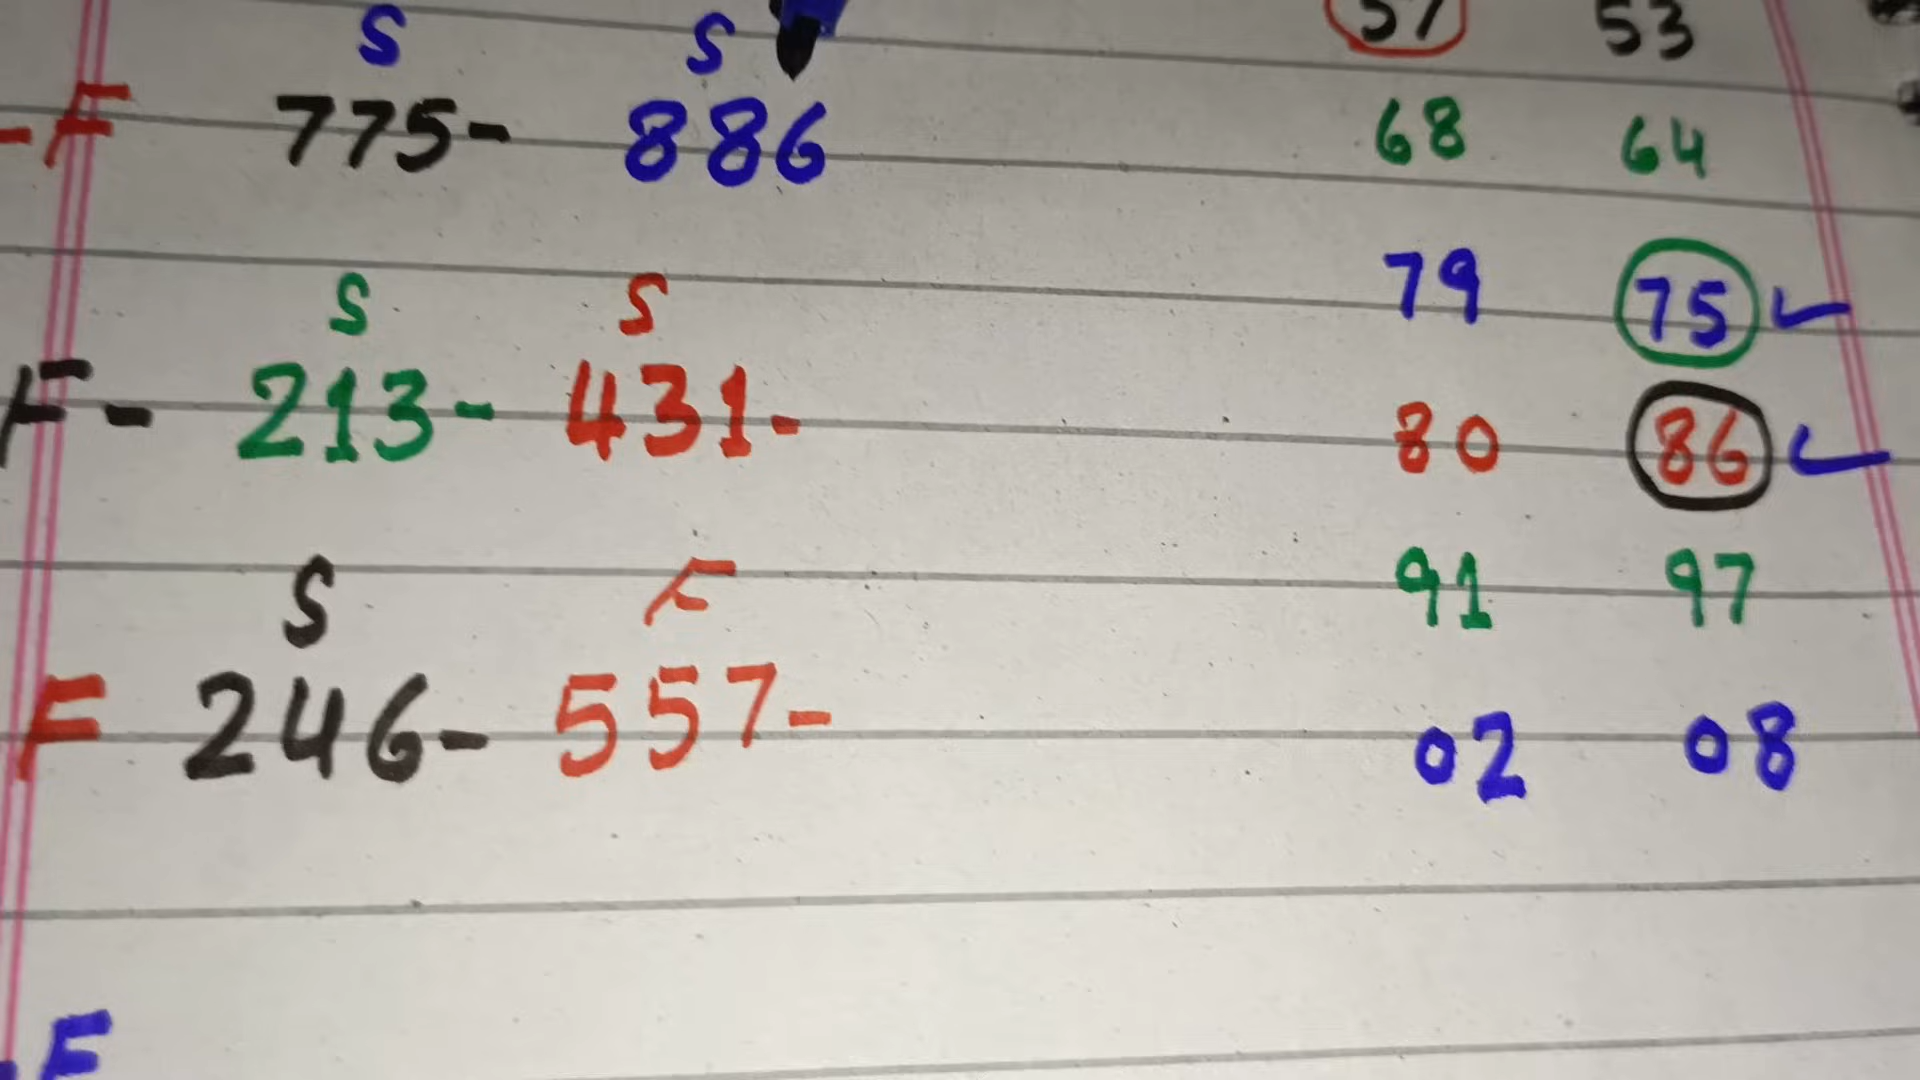 S S 57 53
-F 775- 886 68 64
S S 79 75
F- 213- 431- 80 86
S F 91 97
F 246- 557- 02 08
F